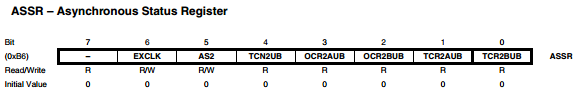 ASSR – Asynchronous Status Register
Bit 7 6 5 4 3 2 1 0
(0xB6) – EXCLK AS2 TCN2UB OCR2AUB OCR2BUB TCR2AUB TCR2BUB ASSR
Read/Write R R/W R/W R R R R R
Initial Value 0 0 0 0 0 0 0 0